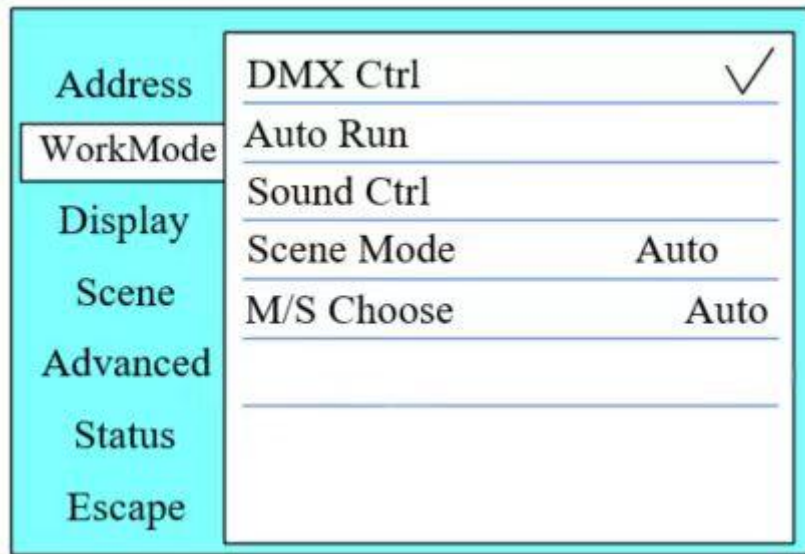 Address
WorkMode
Display
Scene
Advanced
Status
Escape
DMX Ctrl
Auto Run
Sound Ctrl
Scene Mode Auto
M/S Choose Auto